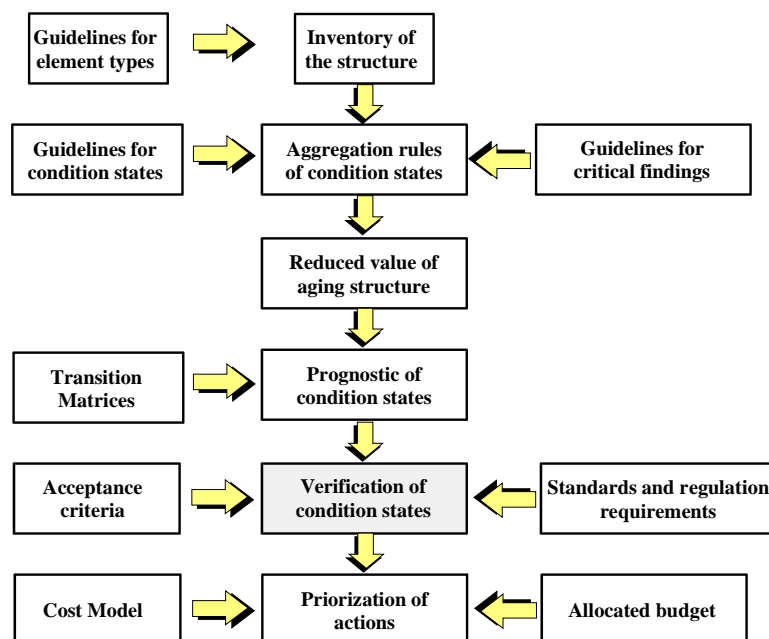 Guidelines for
element types
Inventory of
the structure
Guidelines for
condition states
Aggregation rules
of condition states
Guidelines for
critical findings
Reduced value of
aging structure
Transition
Matrices
Prognostic of
condition states
Acceptance
criteria
Verification of
condition states
Standards and regulation
requirements
Cost Model
Priorization of
actions
Allocated budget